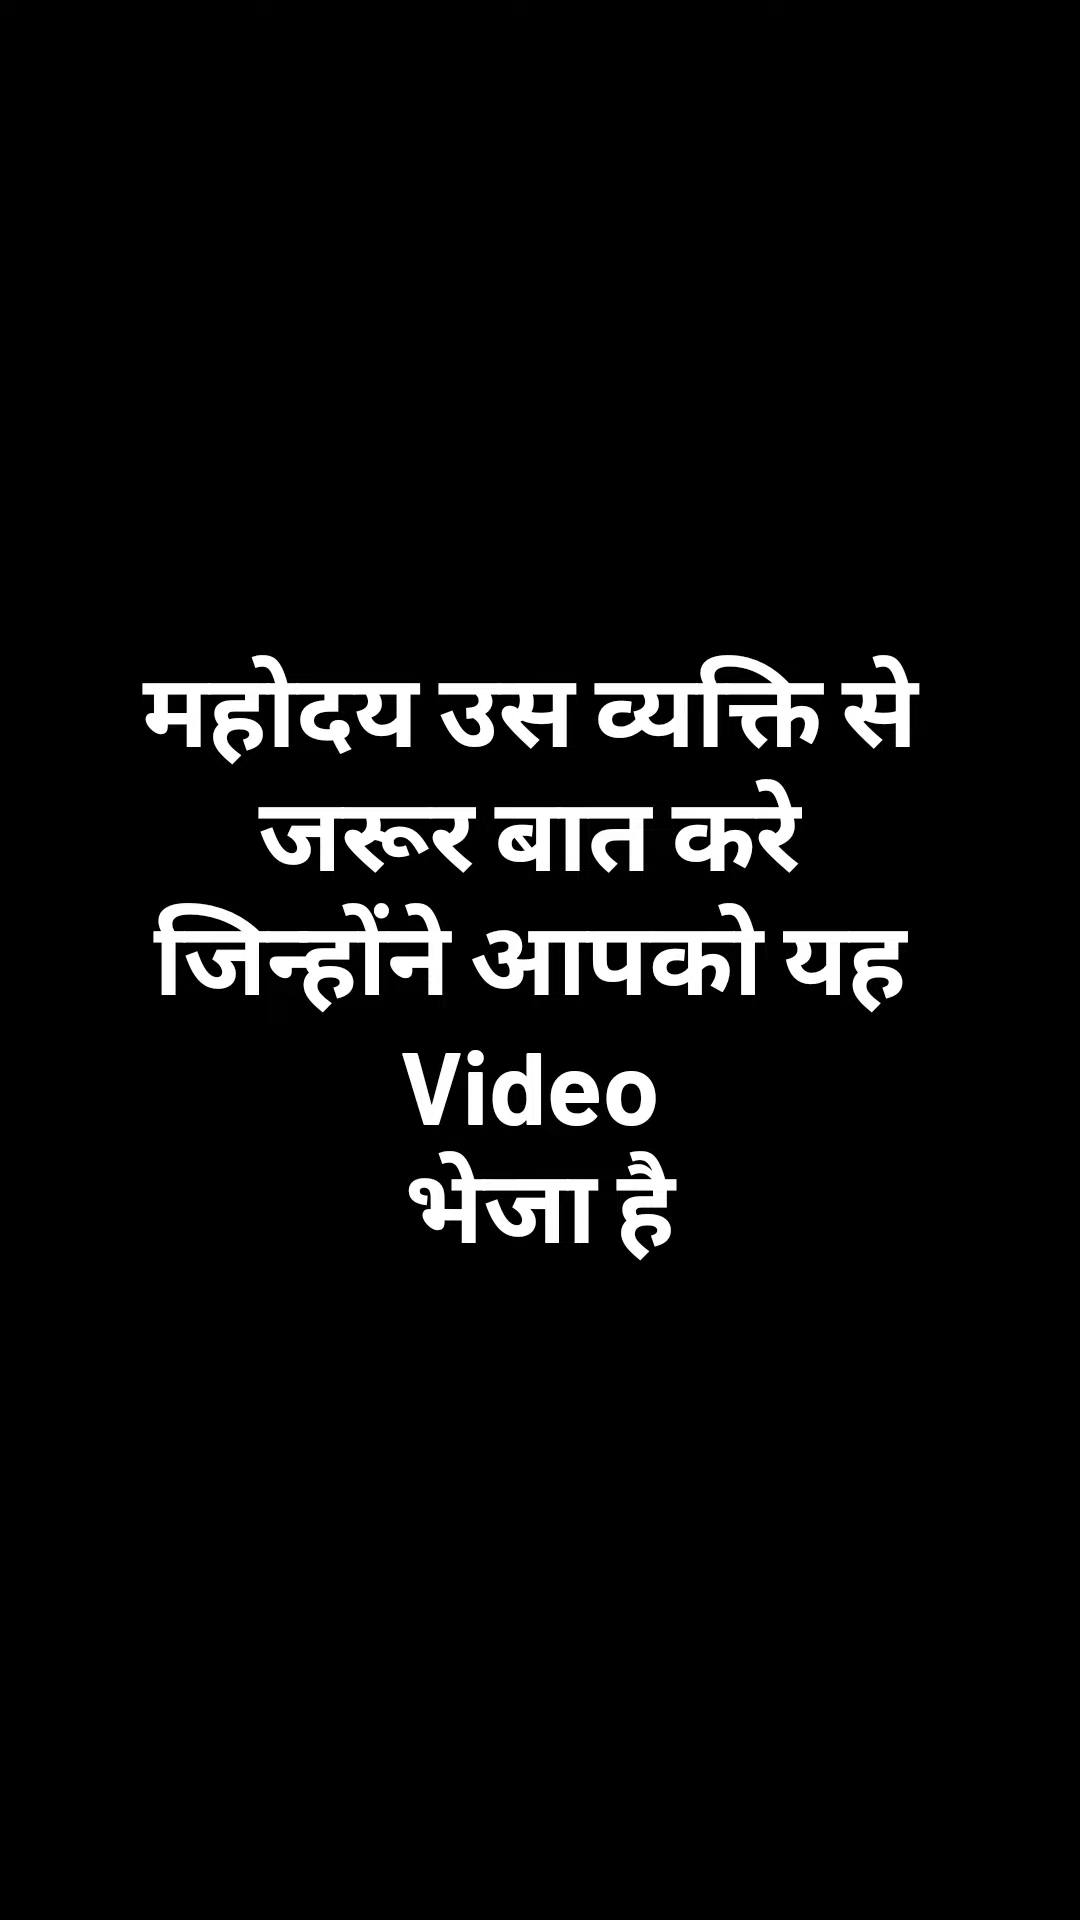 महोदय उस व्यक्ति से
जरूर बात करे
जिन्होंने आपको यह
Video
भेजा है